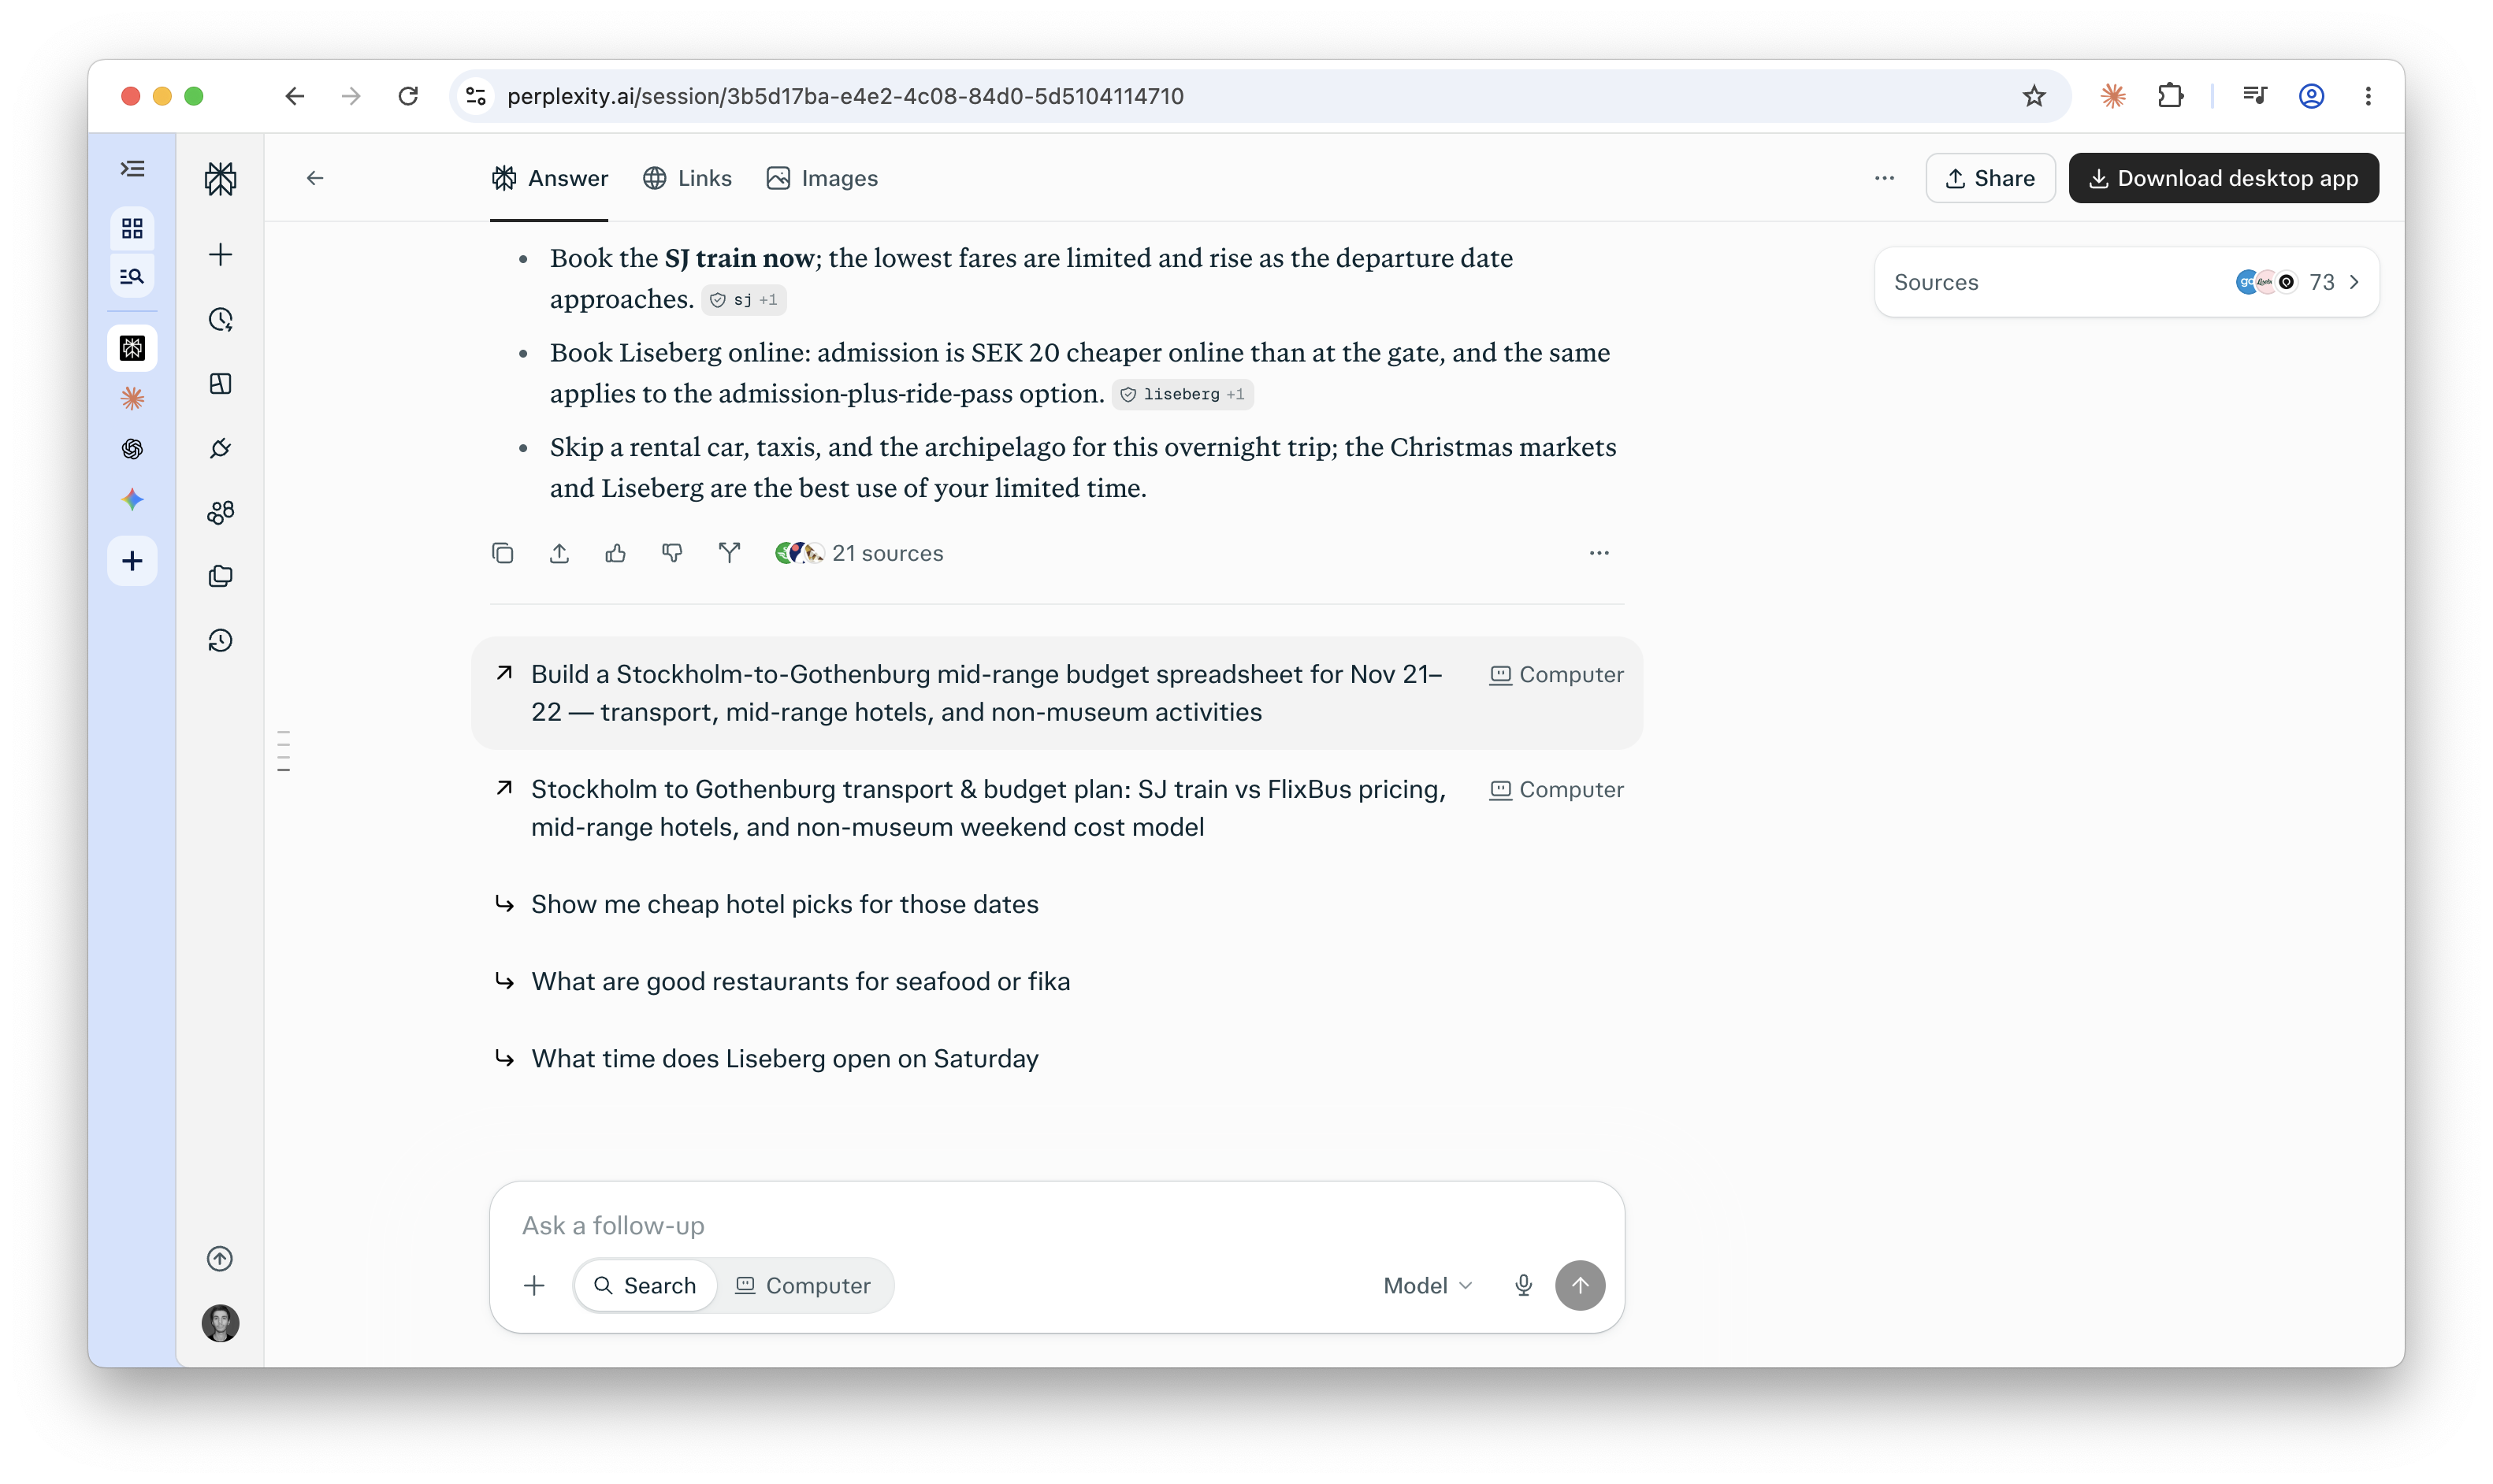 perplexity.ai/session/3b5d17ba-e4e2-4c08-84d0-5d5104114710
Answer
Links
Images
Share
Download desktop app
Book the SJ train now; the lowest fares are limited and rise as the departure date
approaches. sj +1
Book Liseberg online: admission is SEK 20 cheaper online than at the gate, and the same
applies to the admission-plus-ride-pass option. liseberg +1
Skip a rental car, taxis, and the archipelago for this overnight trip; the Christmas markets
and Liseberg are the best use of your limited time.
Sources
73
21 sources
Build a Stockholm-to-Gothenburg mid-range budget spreadsheet for Nov 21–
22 — transport, mid-range hotels, and non-museum activities
Computer
Stockholm to Gothenburg transport & budget plan: SJ train vs FlixBus pricing,
mid-range hotels, and non-museum weekend cost model
Computer
Show me cheap hotel picks for those dates
What are good restaurants for seafood or fika
What time does Liseberg open on Saturday
Ask a follow-up
Search
Computer
Model